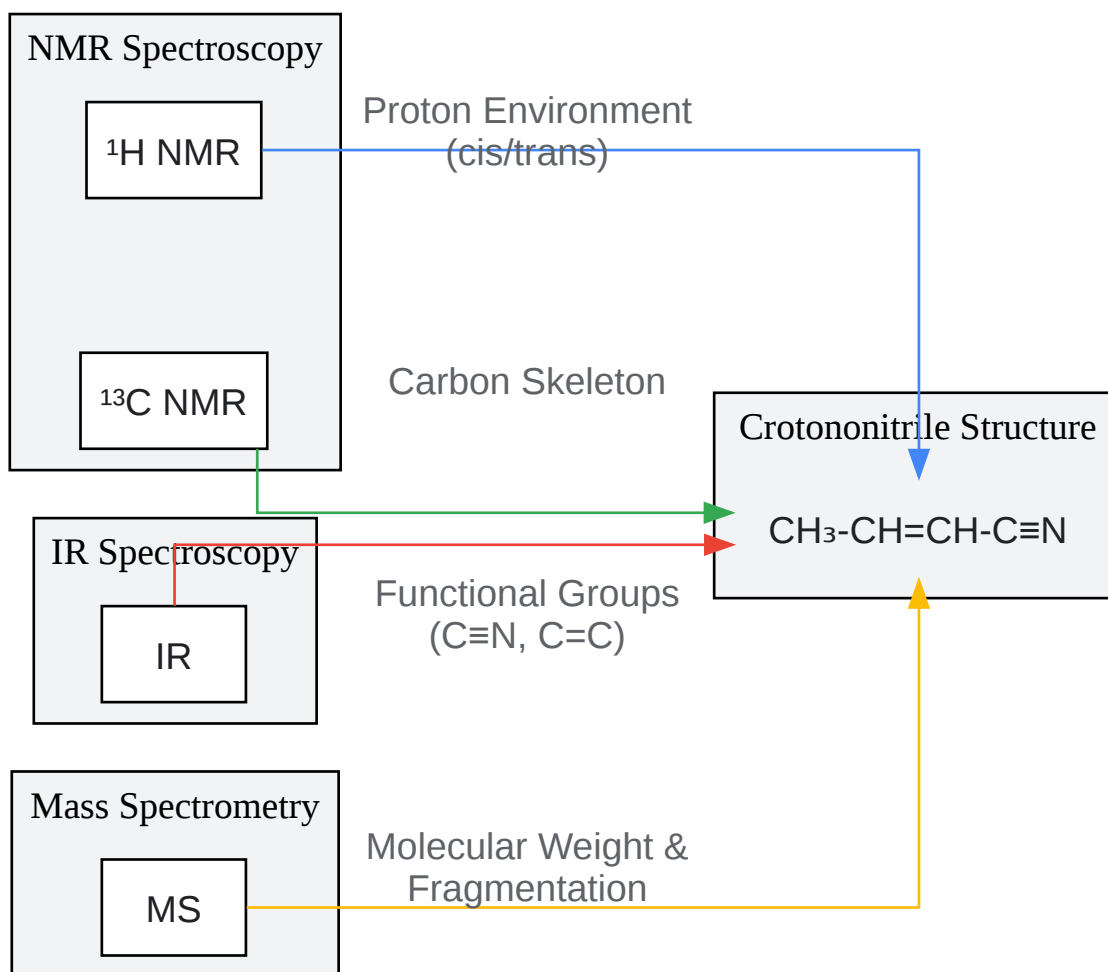 NMR Spectroscopy
¹H NMR
Proton Environment
(cis/trans)
¹³C NMR
Carbon Skeleton
Crotononitrile Structure
CH₃-CH=CH-C≡N
IR Spectroscopy
IR
Functional Groups
(C≡N, C=C)
Mass Spectrometry
MS
Molecular Weight &
Fragmentation